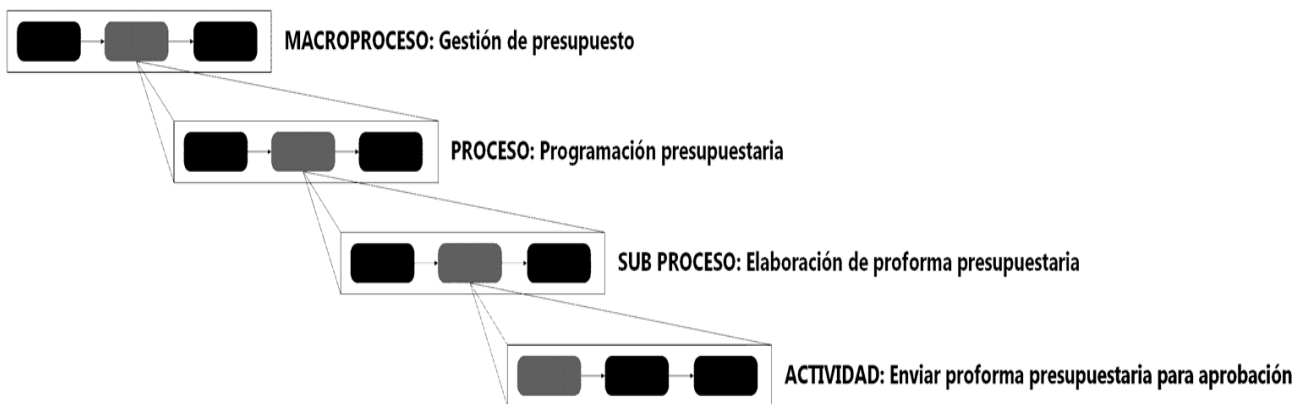 MACROPROCESO: Gestión de presupuesto
PROCESO: Programación presupuestaria
SUB PROCESO: Elaboración de proforma presupuestaria
ACTIVIDAD: Enviar proforma presupuestaria para aprobación